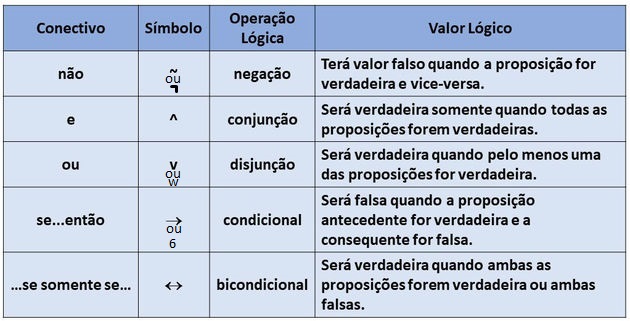 Conectivo Símbolo Operação Lógica Valor Lógico
não ~ ou ¬ negação Terá valor falso quando a proposição for
verdadeira e vice-versa.
e ^ conjunção Será verdadeira somente quando todas as
proposições forem verdadeiras.
ou v ou w disjunção Será verdadeira quando pelo menos uma
das proposições for verdadeira.
se...então → ou 6 condicional Será falsa quando a proposição
antecedente for verdadeira e a
consequente for falsa.
...se somente se... ↔ bicondicional Será verdadeira quando ambas as
proposições forem verdadeira ou ambas
falsas.